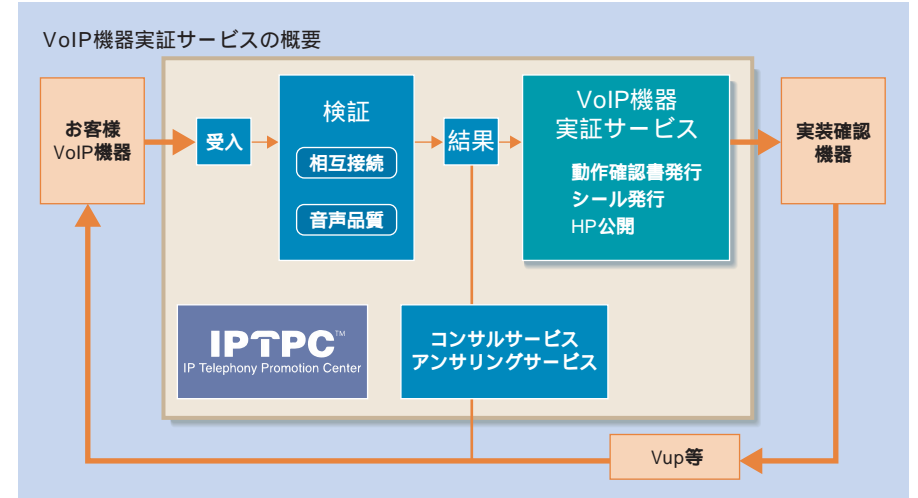 VoIP機器実証サービスの概要
お客様
VoIP機器
受入
検証
相互接続
音声品質
結果
VoIP機器
実証サービス
動作確認書発行
シール発行
HP公開
実装確認
機器
IPTPC™
IP Telephony Promotion Center
コンサルサービス
アンサリングサービス
Vup等